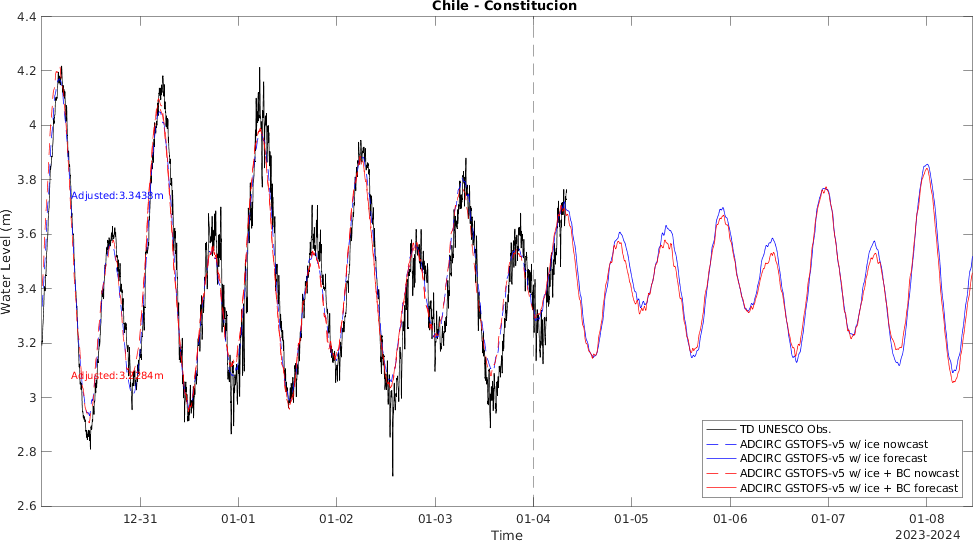 Chile - Constitucion
4.4
4.2
4
3.8
3.6
3.4
3.2
3
2.8
2.6
Water Level (m)
Adjusted:3.3438m
TD UNESCO Obs.
ADCIRC GSTOFS-v5 w/ ice nowcast
ADCIRC GSTOFS-v5 w/ ice forecast
ADCIRC GSTOFS-v5 w/ ice + BC nowcast
ADCIRC GSTOFS-v5 w/ ice + BC forecast
12-31
01-01
01-02
01-03
01-04
01-05
01-06
01-07
01-08
Time
2023-2024